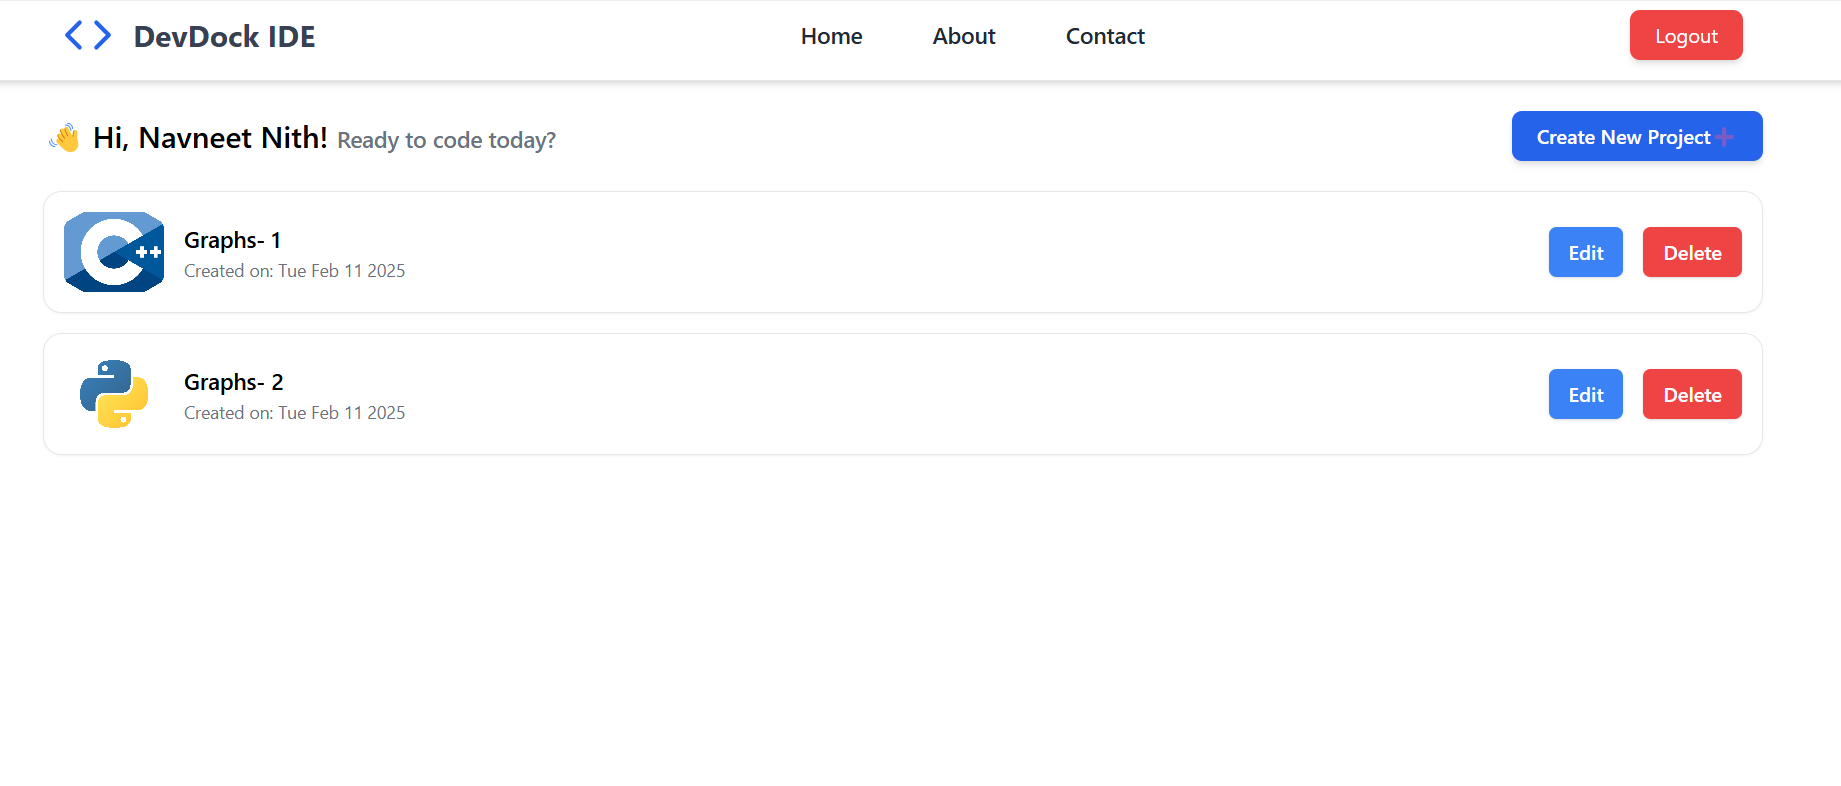 DevDock IDE
Home About Contact
Logout
👋 Hi, Navneet Nith! Ready to code today?
Create New Project➕
C++
Graphs- 1
Created on: Tue Feb 11 2025
Edit Delete
Graphs- 2
Created on: Tue Feb 11 2025
Edit Delete